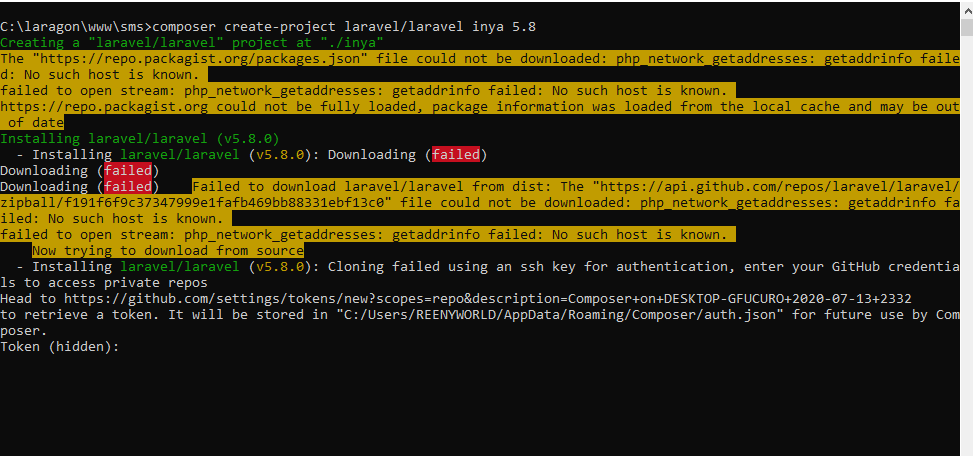 C:\laragon\www\sms>composer create-project laravel/laravel inya 5.8
Creating a "laravel/laravel" project at "./inya"
The "https://repo.packagist.org/packages.json" file could not be downloaded: php_network_getaddresses: getaddrinfo faile
d: No such host is known.
failed to open stream: php_network_getaddresses: getaddrinfo failed: No such host is known.
https://repo.packagist.org could not be fully loaded, package information was loaded from the local cache and may be out
 of date
Installing laravel/laravel (v5.8.0)
  - Installing laravel/laravel (v5.8.0): Downloading (failed)
Downloading (failed)
Downloading (failed)    Failed to download laravel/laravel from dist: The "https://api.github.com/repos/laravel/laravel/
zipball/f191f6f9c37347999e1fafb469bb88331ebf13c0" file could not be downloaded: php_network_getaddresses: getaddrinfo fa
iled: No such host is known.
failed to open stream: php_network_getaddresses: getaddrinfo failed: No such host is known.
    Now trying to download from source
  - Installing laravel/laravel (v5.8.0): Cloning failed using an ssh key for authentication, enter your GitHub credentia
ls to access private repos
Head to https://github.com/settings/tokens/new?scopes=repo&description=Composer+on+DESKTOP-GFUCURO+2020-07-13+2332
to retrieve a token. It will be stored in "C:/Users/REENYWORLD/AppData/Roaming/Composer/auth.json" for future use by Com
poser.
Token (hidden):